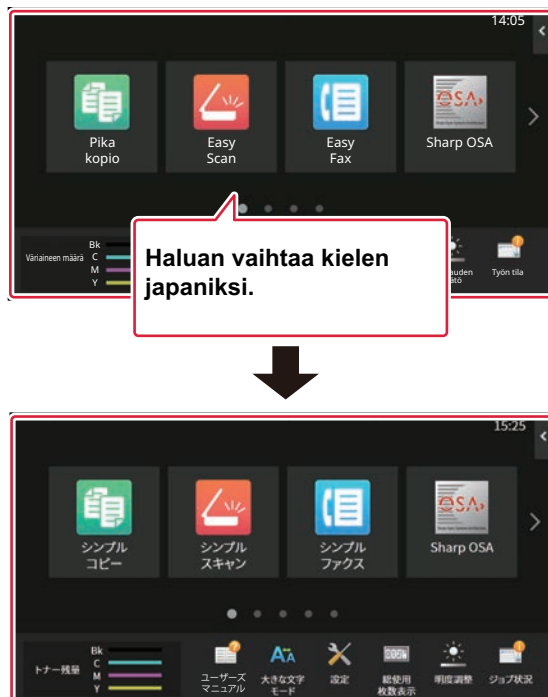 14:05
Pika
kopio
Easy
Scan
Easy
Fax
Sharp OSA
Haluan vaihtaa kielen
japaniksi.
Väriaineen määrä
Bk
C
M
Y
Työn tila
15:25
シンプル
コピー
シンプル
スキャン
シンプル
ファクス
Sharp OSA
トナー残量
Bk
C
M
Y
ユーザーズ
マニュアル
大きな文字
モード
設定
総使用
枚数表示
明度調整
ジョブ状況